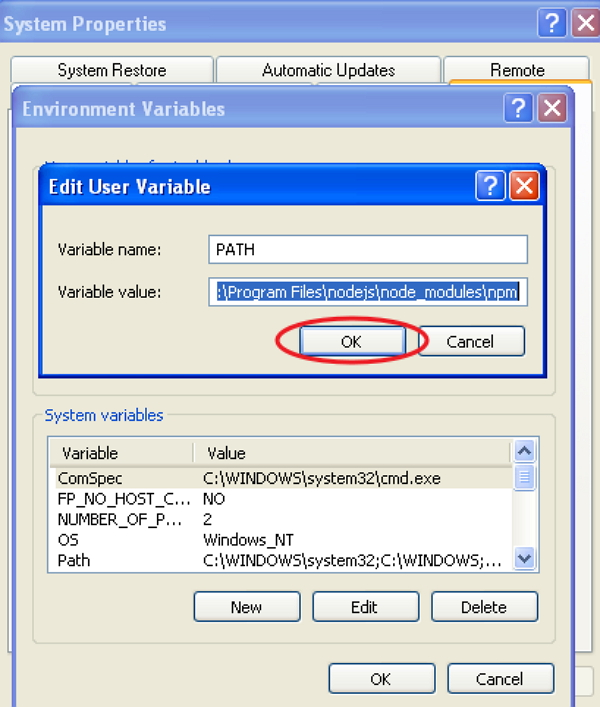 System Properties
System Restore Automatic Updates Remote
Environment Variables
Edit User Variable
Variable name: PATH
Variable value: :\Program Files\nodejs\node_modules\npm
OK Cancel
System variables
Variable Value
ComSpec C:\WINDOWS\system32\cmd.exe
FP_NO_HOST_C... NO
NUMBER_OF_P... 2
OS Windows_NT
Path C:\WINDOWS\system32;C:\WINDOWS;...
New Edit Delete
OK Cancel